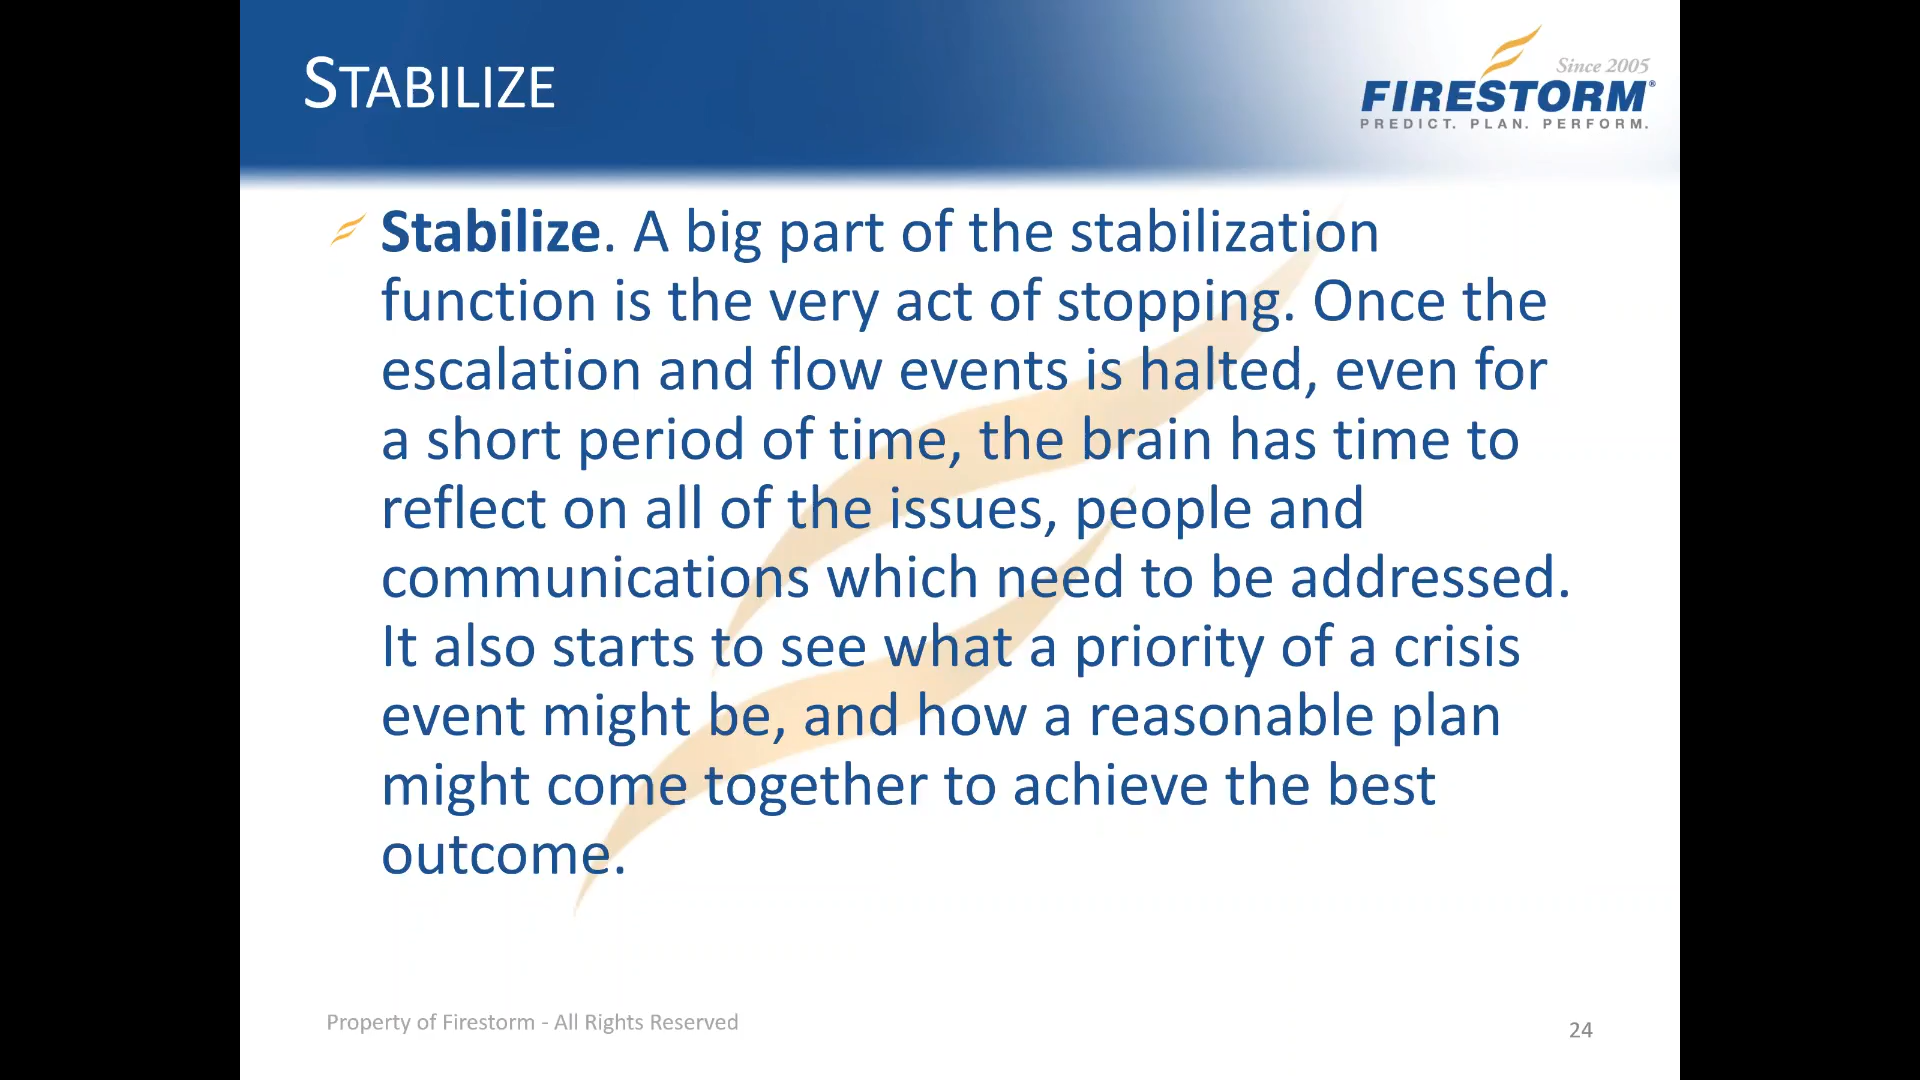 STABILIZE
Since 2005
FIRESTORM®
PREDICT. PLAN. PERFORM.
Stabilize. A big part of the stabilization
function is the very act of stopping. Once the
escalation and flow events is halted, even for
a short period of time, the brain has time to
reflect on all of the issues, people and
communications which need to be addressed.
It also starts to see what a priority of a crisis
event might be, and how a reasonable plan
might come together to achieve the best
outcome.
Property of Firestorm - All Rights Reserved
24